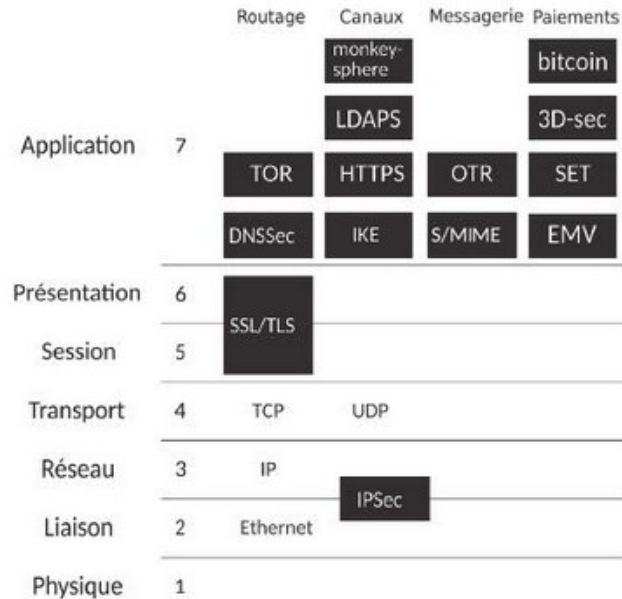 Routage Canaux Messagerie Paiements
monkey-
sphere
bitcoin
LDAPS 3D-sec
Application 7
TOR HTTPS OTR SET
DNSSec IKE S/MIME EMV
Présentation 6
SSL/TLS
Session 5
Transport 4 TCP UDP
Réseau 3 IP
IPSec
Liaison 2 Ethernet
Physique 1